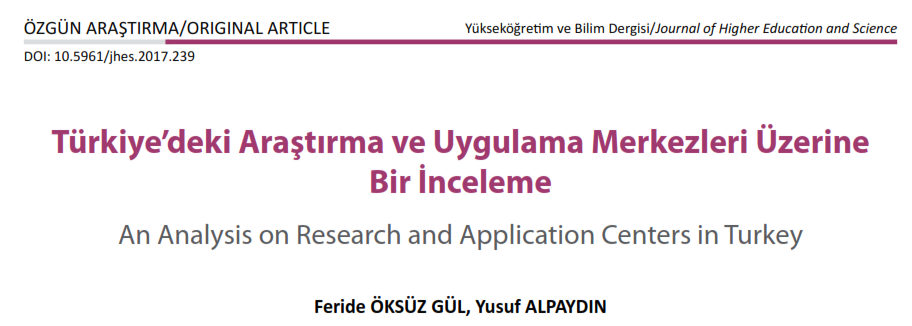 ÖZGÜN ARAŞTIRMA/ORIGINAL ARTICLE
Yükseköğretim ve Bilim Dergisi/Journal of Higher Education and Science
DOI: 10.5961/jhes.2017.239
Türkiye’deki Araştırma ve Uygulama Merkezleri Üzerine
Bir İnceleme
An Analysis on Research and Application Centers in Turkey
Feride ÖKSÜZ GÜL, Yusuf ALPAYDIN